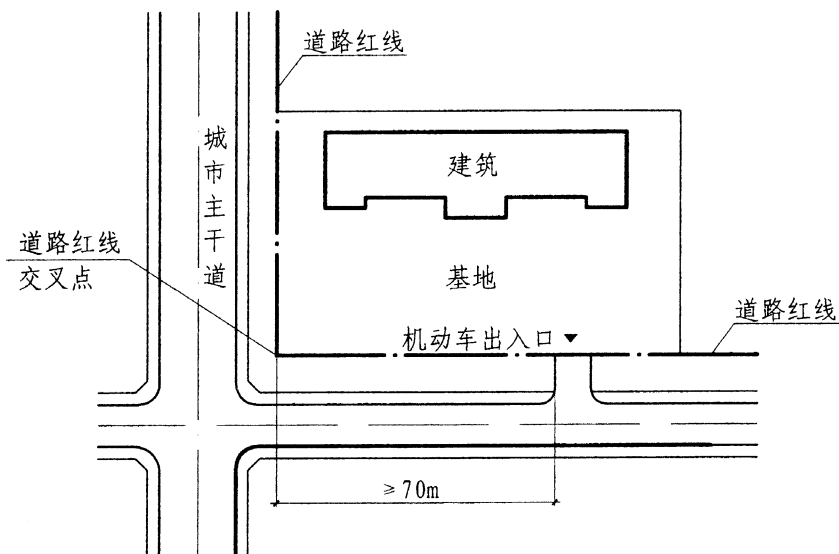 道路红线
城市主干道
建筑
道路红线
交叉点
基地
道路红线
机动车出入口
≥70m